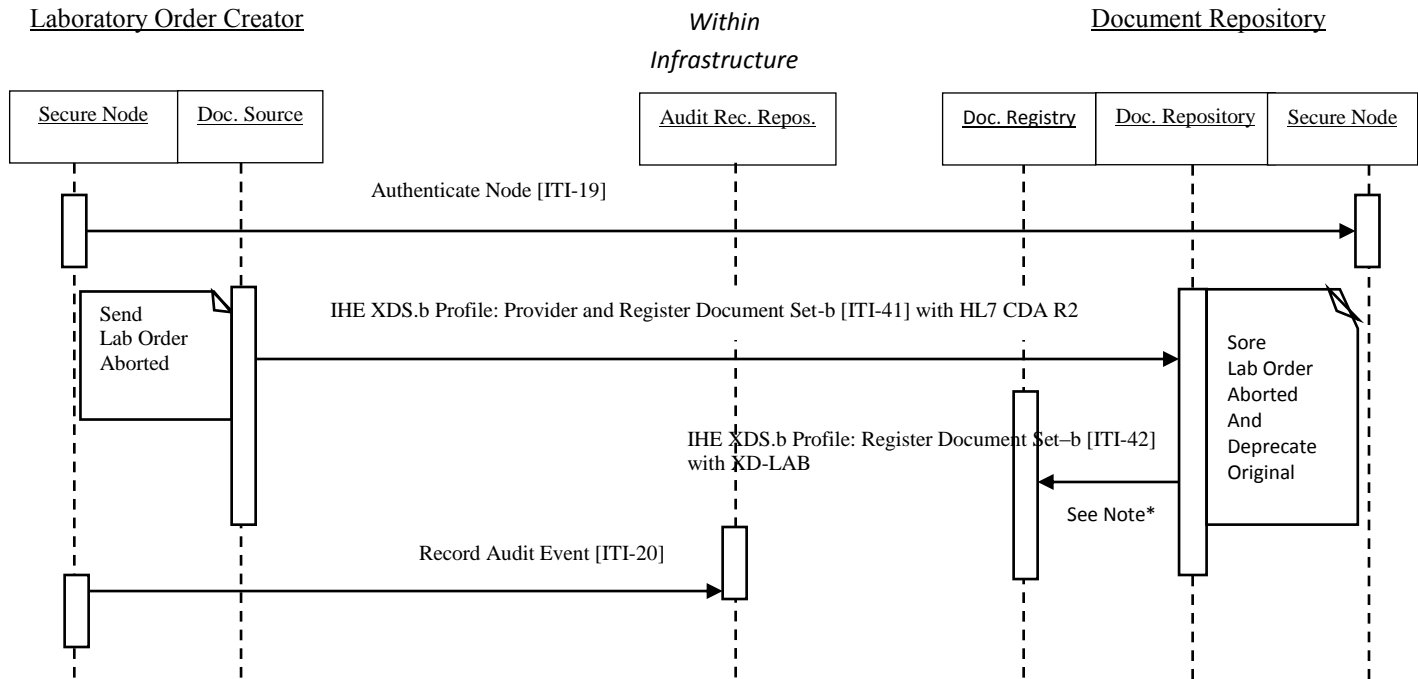 Laboratory Order Creator
Within
Infrastructure
Document Repository
Secure Node
Doc. Source
Audit Rec. Repos.
Doc. Registry
Doc. Repository
Secure Node
Authenticate Node [ITI-19]
Send
Lab Order
Aborted
IHE XDS.b Profile: Provider and Register Document Set-b [ITI-41] with HL7 CDA R2
Sore
Lab Order
Aborted
And
Deprecate
Original
IHE XDS.b Profile: Register Document Set–b [ITI-42]
with XD-LAB
See Note*
Record Audit Event [ITI-20]